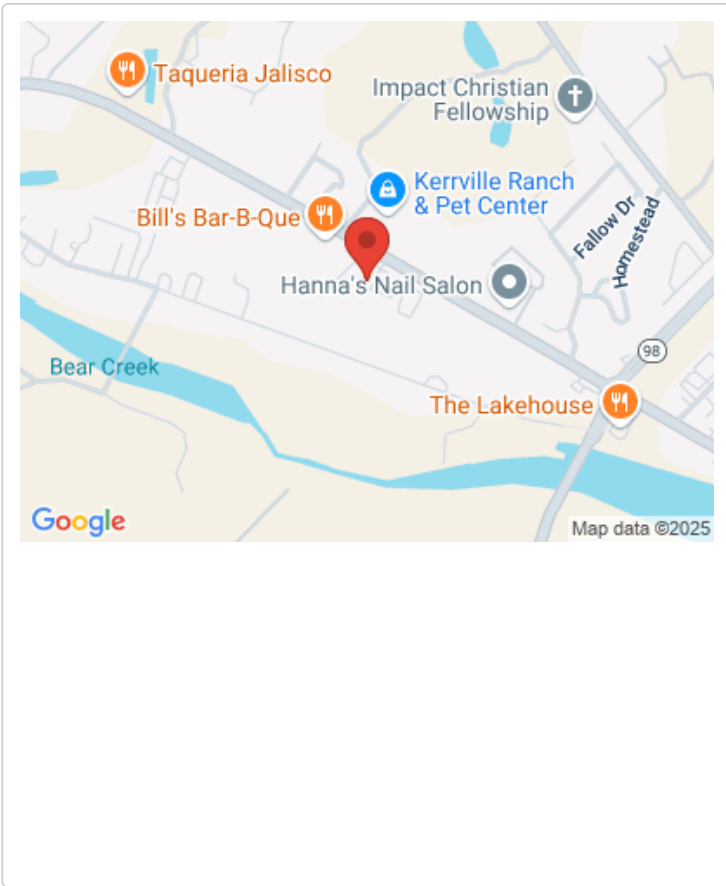 Taqueria Jalisco
Impact Christian
Fellowship
Kerrville Ranch
& Pet Center
Bill's Bar-B-Que
Fallow Dr
Homestead
Hanna's Nail Salon
98
Bear Creek
The Lakehouse
Google
Map data ©2025